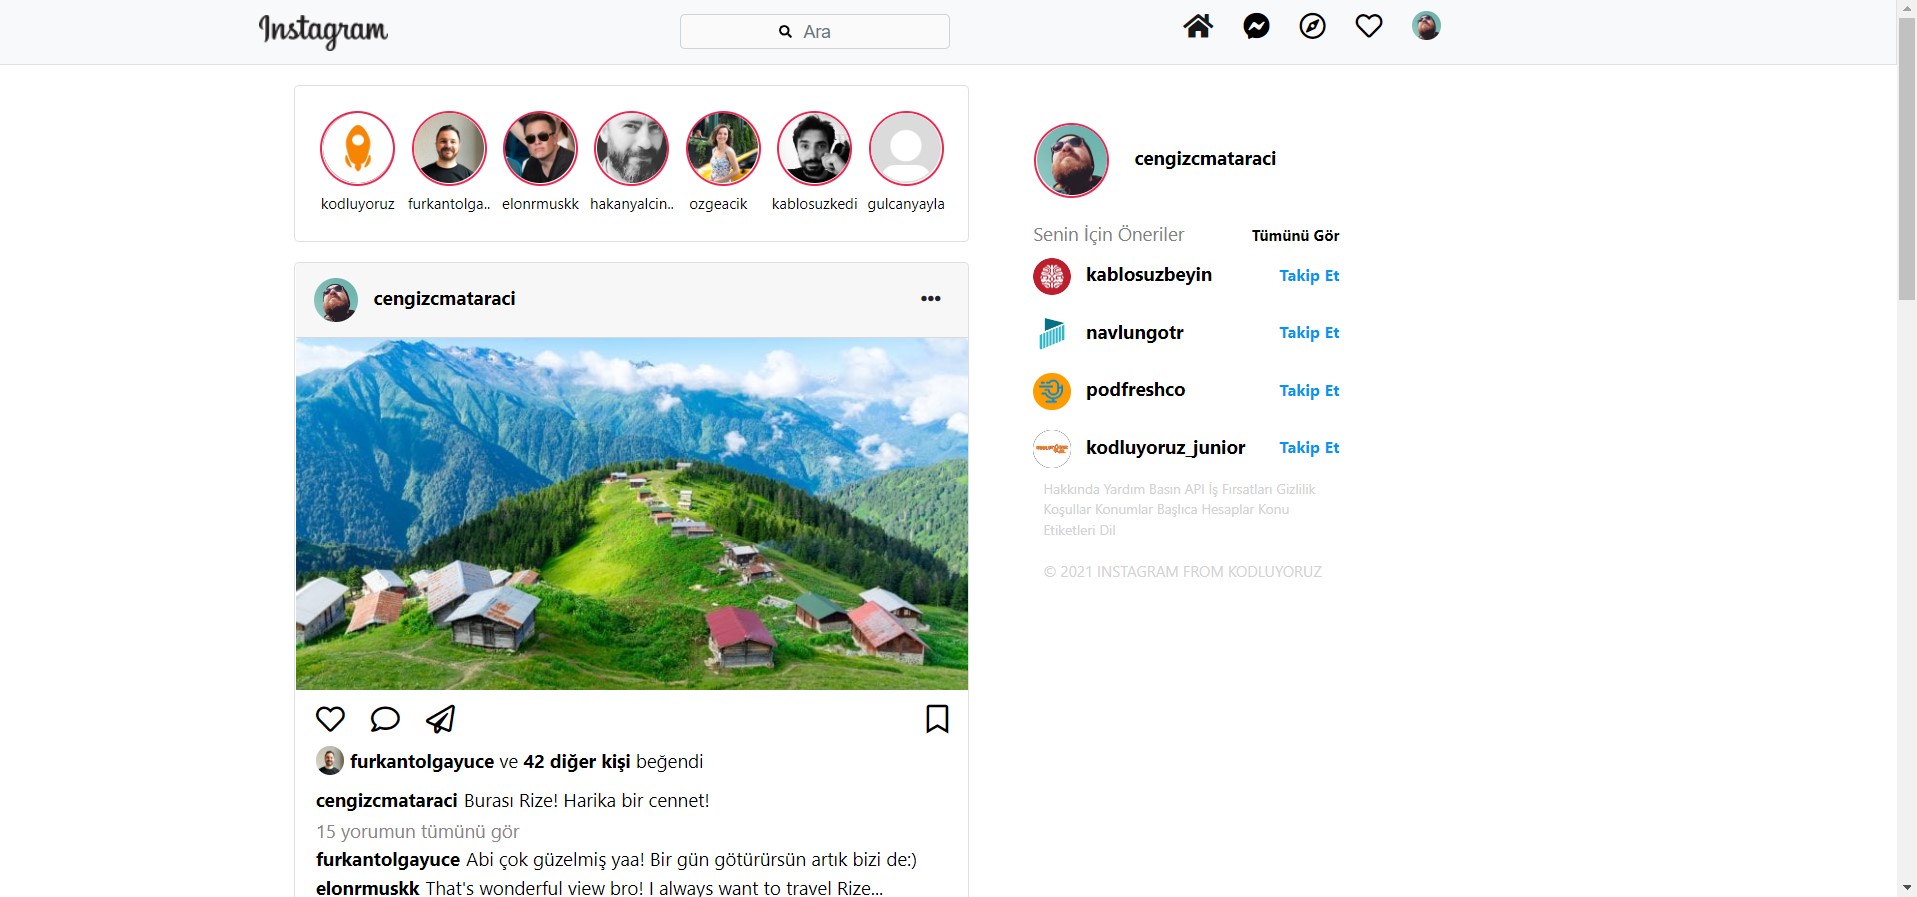 Instagram
Ara
kodluyoruz furkantolga.. elonrmuskk hakanyalcin.. ozgeacik kablosuzkedi gulcanyayla
cengizcmataraci
Senin İçin Öneriler Tümünü Gör
kablosuzbeyin Takip Et
navlungotr Takip Et
podfreshco Takip Et
kodluyoruz_junior Takip Et
Hakkında Yardım Basın API İş Fırsatları Gizlilik
Koşullar Konumlar Başlıca Hesaplar Konu
Etiketleri Dil
© 2021 INSTAGRAM FROM KODLUYORUZ
cengizcmataraci
furkantolgayuce ve 42 diğer kişi beğendi
cengizcmataraci Burası Rize! Harika bir cennet!
15 yorumun tümünü gör
furkantolgayuce Abi çok güzelmiş yaa! Bir gün götürürsün artık bizi de:)
elonrmuskk That's wonderful view bro! I always want to travel Rize...